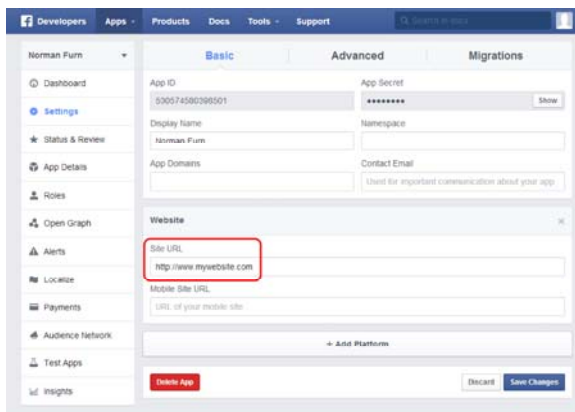 f Developers Apps Products Docs Tools Support Search in docs
Norman Furn
Basic Advanced Migrations
Dashboard
Settings
Status & Review
App Details
Roles
Open Graph
Alerts
Localize
Payments
Audience Network
Test Apps
Insights
App ID
App Secret
530574580398501
●●●●●●●●
Show
Display Name
Namespace
Norman Furn
App Domains
Contact Email
Used for important communication about your app
Website
Site URL
http://www.mywebsite.com
Mobile Site URL
URL of your mobile site
+ Add Platform
Delete App
Discard
Save Changes